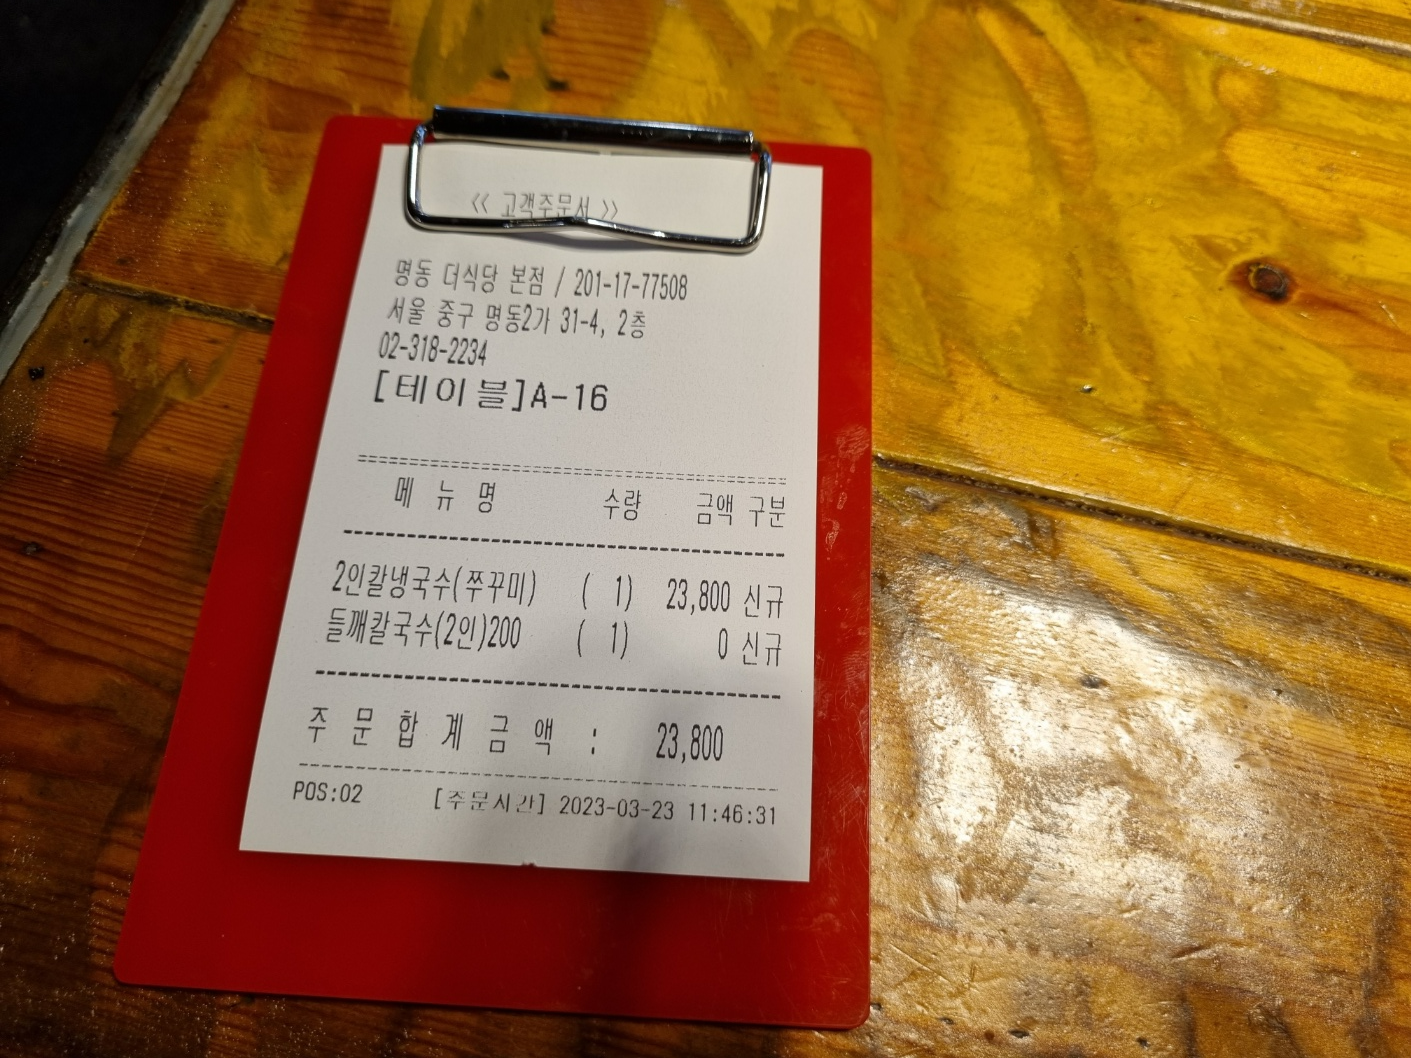 << 고객주문서 >>
명동 더식당 본점 / 201-17-77508
서울 중구 명동2가 31-4, 2층
02-318-2234
[테이블]A-16
메 뉴 명 수량 금액 구분
2인칼냉국수(쭈꾸미) ( 1) 23,800 신규
들깨칼국수(2인)200 ( 1) 0 신규
주 문 합 계 금 액 : 23,800
POS:02 [주문시간] 2023-03-23 11:46:31